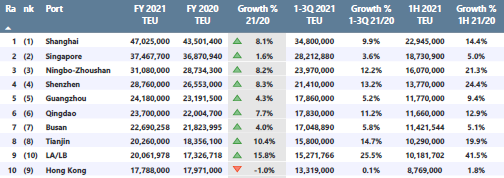 Ra nk Port FY 2021 TEU FY 2020 TEU Growth % 21/20 1-3Q 2021 TEU Growth % 1-3Q 21/20 1H 2021 TEU Growth % 1H 21/20
1 (1) Shanghai 47,025,000 43,501,400 8.1% 34,800,000 9.9% 22,945,000 14.4%
2 (2) Singapore 37,467,700 36,870,940 1.6% 28,212,880 3.6% 18,730,900 5.0%
3 (3) Ningbo-Zhoushan 31,080,000 28,734,300 8.2% 23,970,000 12.2% 16,070,000 21.3%
4 (4) Shenzhen 28,760,000 26,553,000 8.3% 21,410,000 13.2% 13,770,000 24.4%
5 (5) Guangzhou 24,180,000 23,191,500 4.3% 17,860,000 5.2% 11,770,000 9.4%
6 (6) Qingdao 23,700,000 22,004,700 7.7% 17,830,000 11.2% 11,660,000 12.9%
7 (7) Busan 22,690,258 21,823,995 4.0% 17,048,890 5.8% 11,421,544 5.1%
8 (8) Tianjin 20,260,000 18,356,100 10.4% 15,800,000 14.7% 10,290,000 19.9%
9 (10) LA/LB 20,061,978 17,326,718 15.8% 15,271,766 25.5% 10,181,702 41.5%
10 (9) Hong Kong 17,788,000 17,971,000 -1.0% 13,319,000 0.1% 8,769,000 1.8%